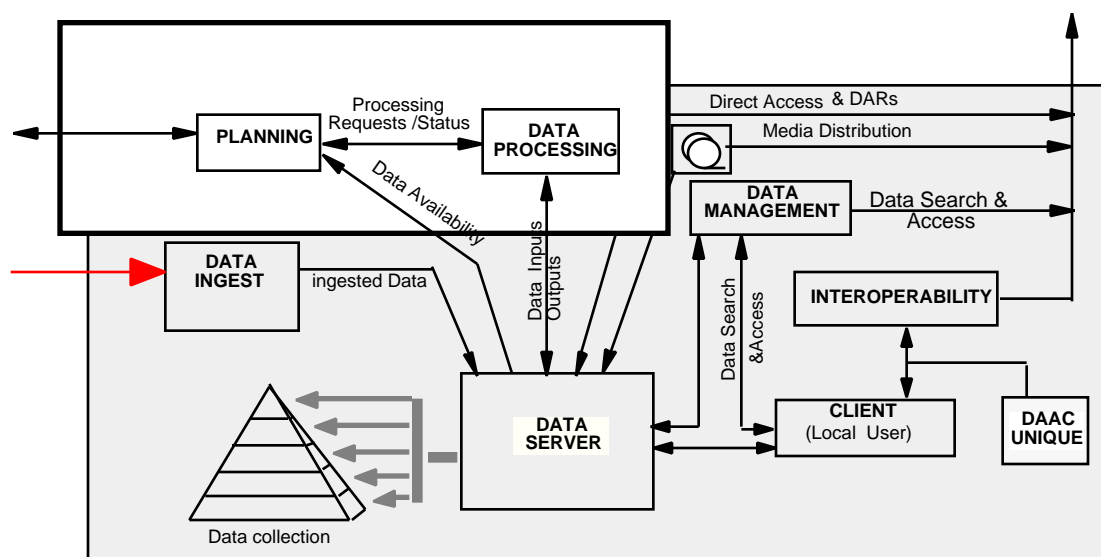 Processing
Requests /Status
PLANNING
DATA
PROCESSING
Direct Access & DARs
Media Distribution
Data Availability
DATA
MANAGEMENT
Data Search &
Access
DATA
INGEST
ingested Data
Data Inputs
Outputs
Data Search
&Access
INTEROPERABILITY
DATA
SERVER
CLIENT
(Local User)
DAAC
UNIQUE
Data collection